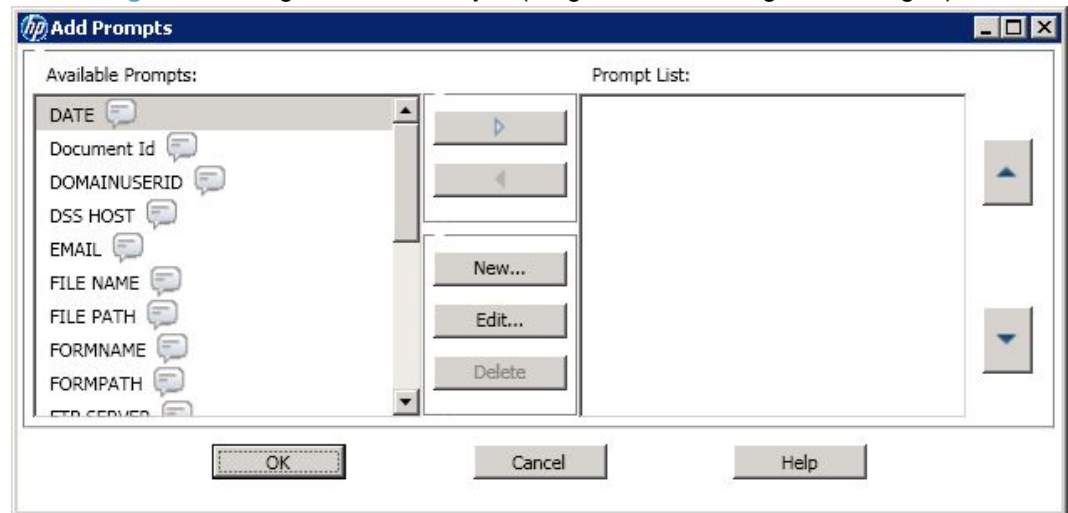 hp Add Prompts
Available Prompts:
Prompt List:
DATE
Document Id
DOMAINUSERID
DSS HOST
EMAIL
FILE NAME
FILE PATH
FORMNAME
FORMPATH
New...
Edit...
Delete
OK
Cancel
Help